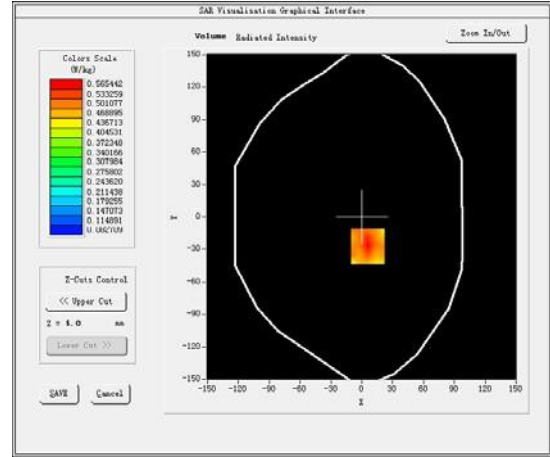 SAR Visualisation Graphical Interface
Volume Radiated Intensity
Zoom In/Out
Colors Scale
(W/kg)
0.565442
0.533259
0.501077
0.468895
0.436713
0.404531
0.372348
0.340166
0.307984
0.275802
0.243620
0.211438
0.179255
0.147073
0.114891
0.082709
Z-Cuts Control
<< Upper Cut
Z = 4.0 mm
Lower Cut >>
SAVE Cancel
150
120
90
60
30
0
-30
-60
-90
-120
-150
Y
-150 -120 -90 -60 -30 0 30 60 90 120 150
X